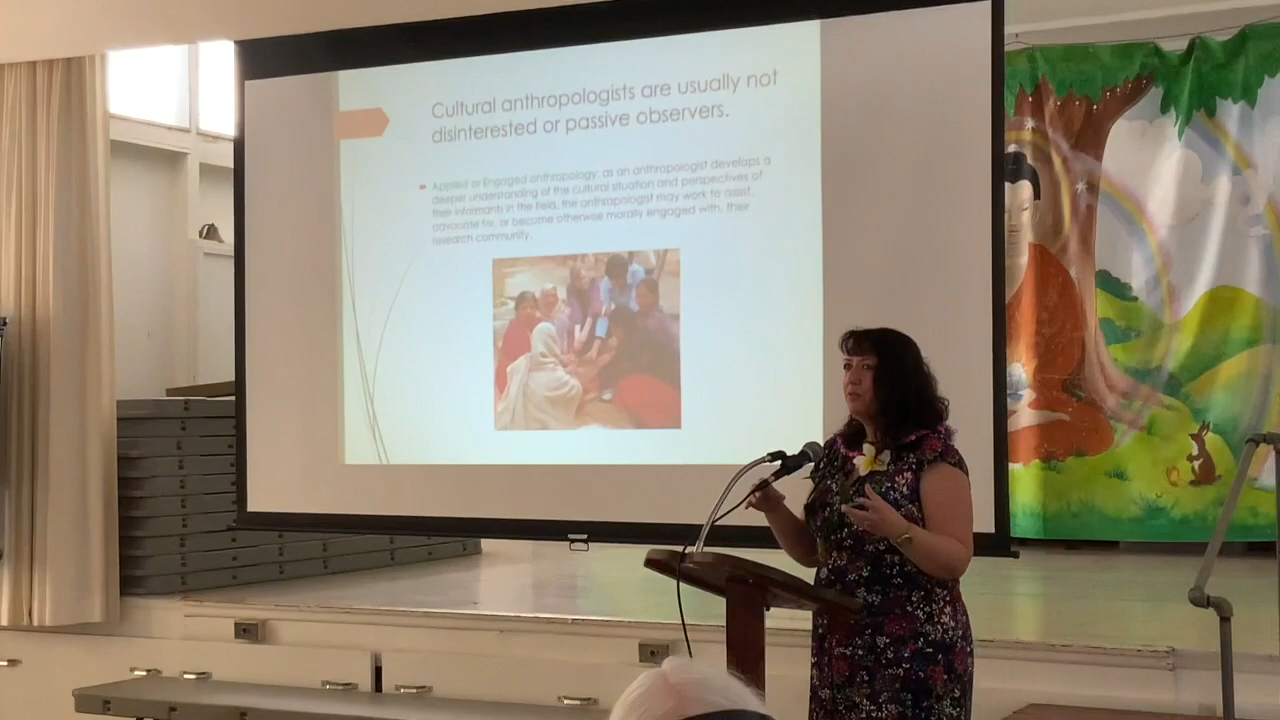 Cultural anthropologists are usually not
disinterested or passive observers.
Applied or Engaged anthropology: as an anthropologist develops a
deeper understanding of the cultural situation and perspectives of
their informants in the field, the anthropologist may work to assist,
advocate for, or become otherwise morally engaged with, their
research community.